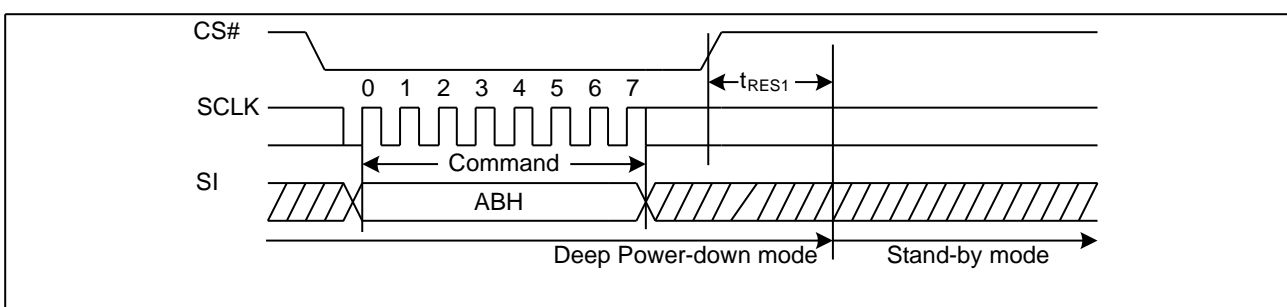 CS#
tRES1
0 1 2 3 4 5 6 7
SCLK
Command
SI
ABH
Deep Power-down mode Stand-by mode